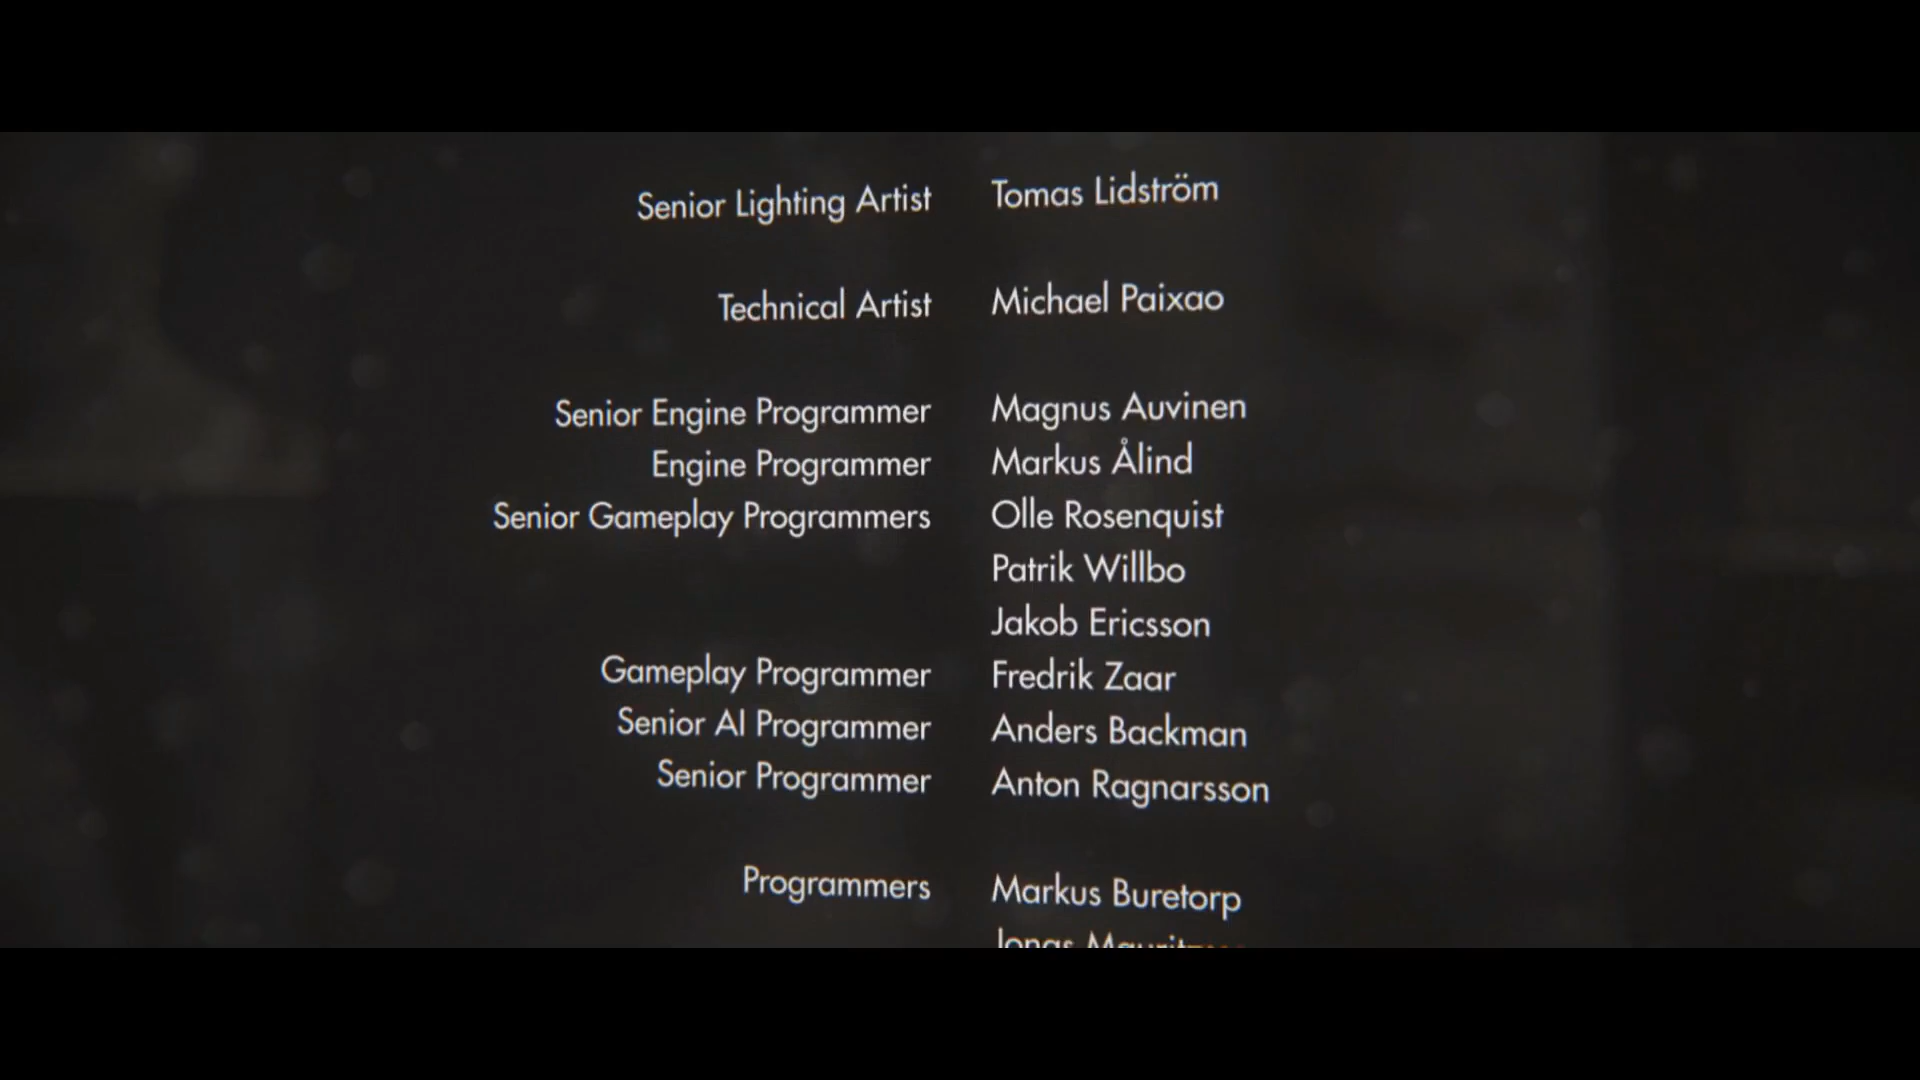 Senior Lighting Artist Tomas Lidström
Technical Artist Michael Paixao
Senior Engine Programmer Magnus Auvinen
Engine Programmer Markus Ålind
Senior Gameplay Programmers Olle Rosenquist
Patrik Willbo
Jakob Ericsson
Gameplay Programmer Fredrik Zaar
Senior AI Programmer Anders Backman
Senior Programmer Anton Ragnarsson
Programmers Markus Buretorp
Jonas